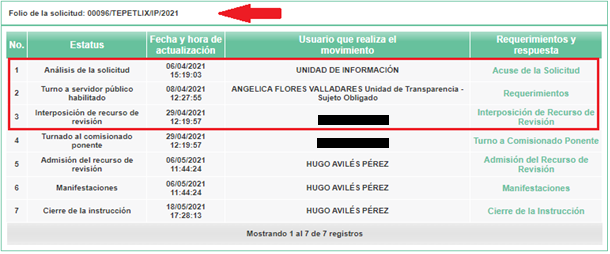 Folio de la solicitud: 00096/TEPETLIX/IP/2021
No. Estatus Fecha y hora de actualización Usuario que realiza el movimiento Requerimientos y respuesta
1 Análisis de la solicitud 06/04/2021 15:19:03 UNIDAD DE INFORMACIÓN Acuse de la Solicitud
2 Turno a servidor público habilitado 08/04/2021 12:27:55 ANGELICA FLORES VALLADARES Unidad de Transparencia - Sujeto Obligado Requerimientos
3 Interposición de recurso de revisión 29/04/2021 12:19:57 Interposición de Recurso de Revisión
4 Turnado al comisionado ponente 29/04/2021 12:19:57 Turno a Comisionado Ponente
5 Admisión del recurso de revisión 06/05/2021 11:44:24 HUGO AVILÉS PÉREZ Admisión del Recurso de Revisión
6 Manifestaciones 06/05/2021 11:44:24 HUGO AVILÉS PÉREZ Manifestaciones
7 Cierre de la instrucción 18/05/2021 17:28:13 HUGO AVILÉS PÉREZ Cierre de la Instrucción
Mostrando 1 al 7 de 7 registros